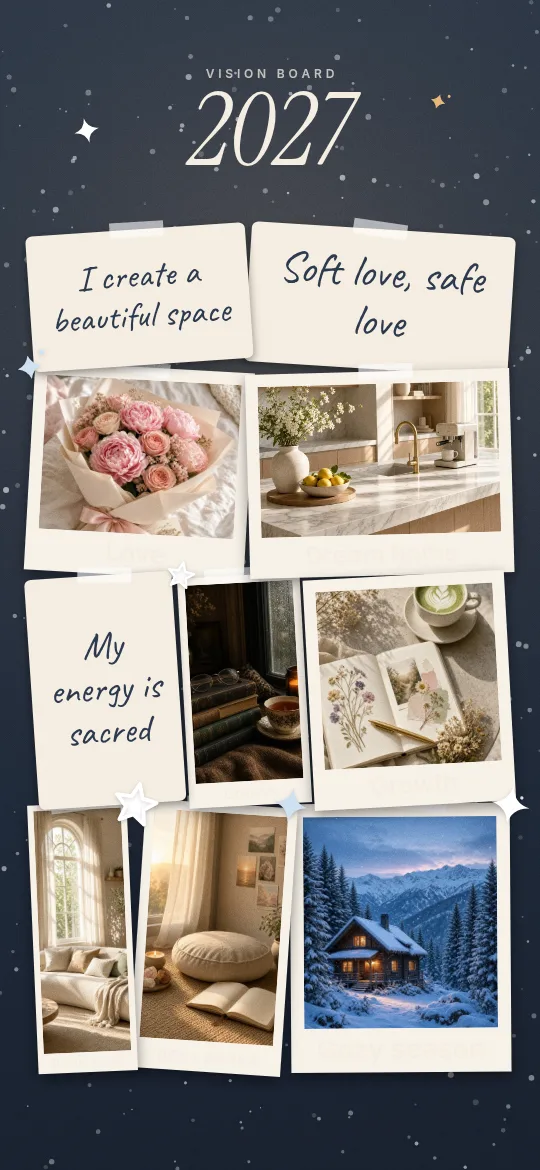 VISION BOARD
2027
I create a
beautiful space
Soft love, safe
love
My
energy is
sacred